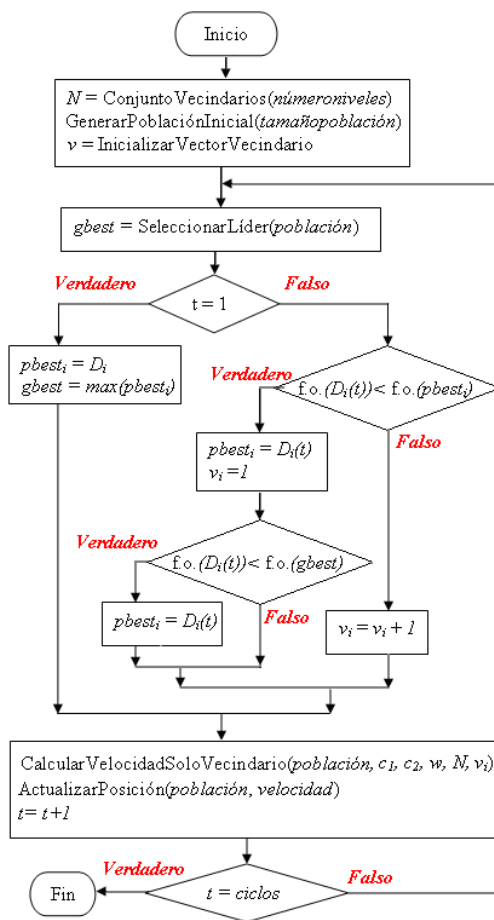 Inicio
N = ConjuntoVecindarios(númeroniveles)
GenerarPoblaciónInicial(tamañopoblación)
v = InicializarVectorVecindario
gbest = SeleccionarLíder(población)
Verdadero
Falso
t = 1
pbestᵢ = Dᵢ
gbest = max(pbestᵢ)
Verdadero
f.o.(Dᵢ(t))< f.o.(pbestᵢ)
Falso
pbestᵢ = Dᵢ(t)
vᵢ =1
Verdadero
f.o.(Dᵢ(t))< f.o.(gbest)
Falso
pbestᵢ = Dᵢ(t)
vᵢ = vᵢ + 1
CalcularVelocidadSoloVecindario(población, c₁, c₂, w, N, vᵢ)
ActualizarPosición(población, velocidad)
t= t+1
Verdadero
Falso
Fin
t = ciclos